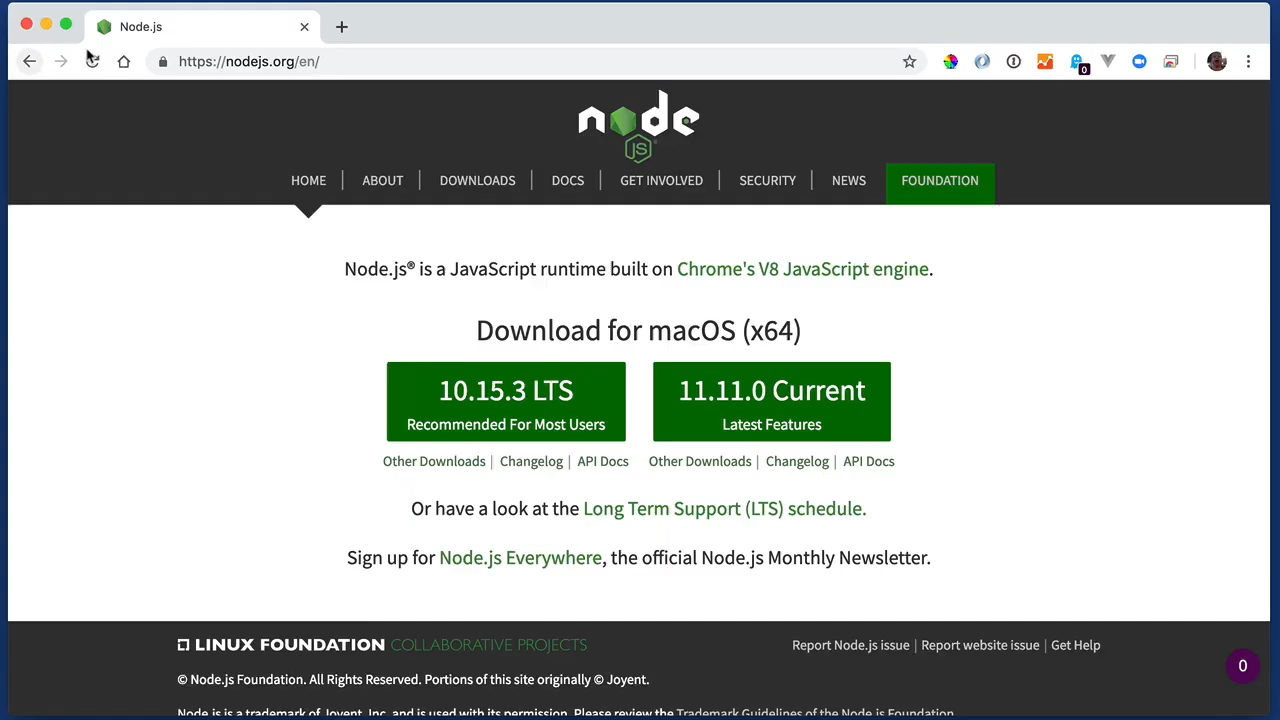 Node.js
https://nodejs.org/en/
0
node
JS
HOME
ABOUT
DOWNLOADS
DOCS
GET INVOLVED
SECURITY
NEWS
FOUNDATION
Node.js® is a JavaScript runtime built on Chrome's V8 JavaScript engine.
Download for macOS (x64)
10.15.3 LTS
Recommended For Most Users
11.11.0 Current
Latest Features
Other Downloads | Changelog | API Docs
Other Downloads | Changelog | API Docs
Or have a look at the Long Term Support (LTS) schedule.
Sign up for Node.js Everywhere, the official Node.js Monthly Newsletter.
LINUX FOUNDATION COLLABORATIVE PROJECTS
Report Node.js issue | Report website issue | Get Help
0
© Node.js Foundation. All Rights Reserved. Portions of this site originally © Joyent.
Node.js is a trademark of Joyent, Inc. and is used with its permission. Please review the Trademark Guidelines of the Node.js Foundation.